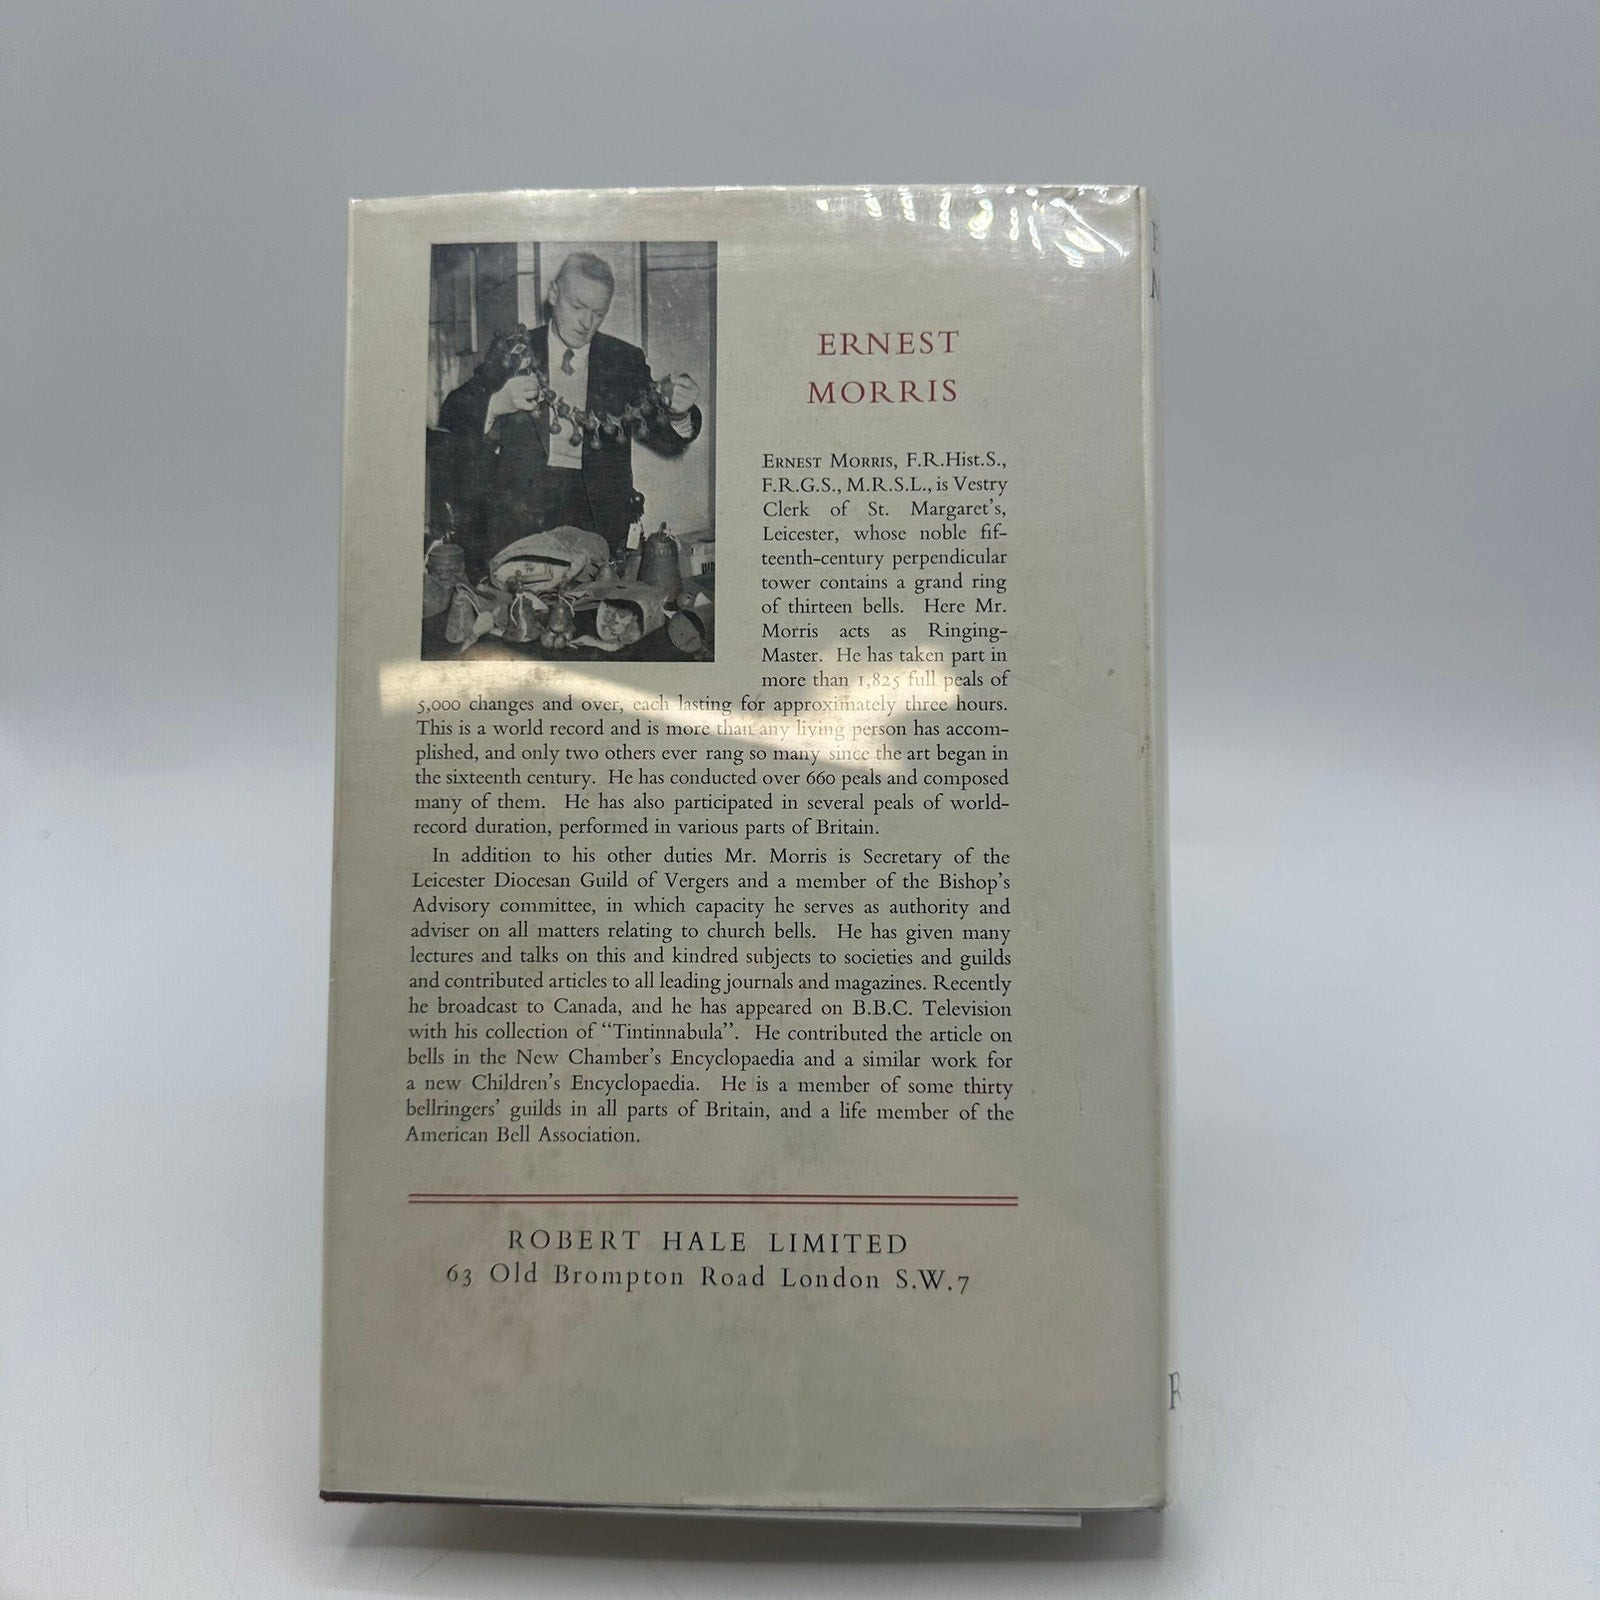 ERNEST
MORRIS
ERNEST MORRIS, F.R.Hist.S.,
F.R.G.S., M.R.S.L., is Vestry
Clerk of St. Margaret's,
Leicester, whose noble fif-
teenth-century perpendicular
tower contains a grand ring
of thirteen bells. Here Mr.
Morris acts as Ringing-
Master. He has taken part in
more than 1,825 full peals of
5,000 changes and over, each lasting for approximately three hours.
This is a world record and is more than any living person has accom-
plished, and only two others ever rang so many since the art began in
the sixteenth century. He has conducted over 660 peals and composed
many of them. He has also participated in several peals of world-
record duration, performed in various parts of Britain.
In addition to his other duties Mr. Morris is Secretary of the
Leicester Diocesan Guild of Vergers and a member of the Bishop's
Advisory committee, in which capacity he serves as authority and
adviser on all matters relating to church bells. He has given many
lectures and talks on this and kindred subjects to societies and guilds
and contributed articles to all leading journals and magazines. Recently
he broadcast to Canada, and he has appeared on B.B.C. Television
with his collection of “Tintinnabula”. He contributed the article on
bells in the New Chamber's Encyclopaedia and a similar work for
a new Children's Encyclopaedia. He is a member of some thirty
bellringers' guilds in all parts of Britain, and a life member of the
American Bell Association.
ROBERT HALE LIMITED
63 Old Brompton Road London S.W.7